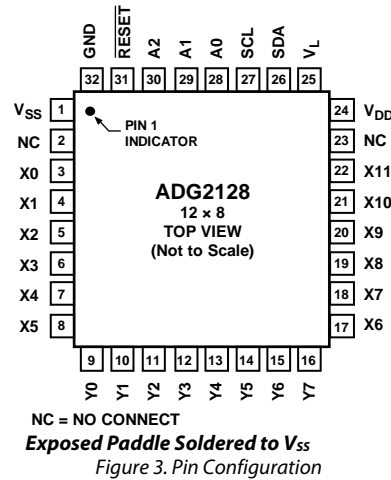 GND
RESET
A2
A1
A0
SCL
SDA
VL
32 31 30 29 28 27 26 25
VSS 1
NC 2
X0 3
X1 4
X2 5
X3 6
X4 7
X5 8
PIN 1
INDICATOR
ADG2128
12 × 8
TOP VIEW
(Not to Scale)
24 VDD
23 NC
22 X11
21 X10
20 X9
19 X8
18 X7
17 X6
9 10 11 12 13 14 15 16
Y0
Y1
Y2
Y3
Y4
Y5
Y6
Y7
NC = NO CONNECT
Exposed Paddle Soldered to VSS
Figure 3. Pin Configuration